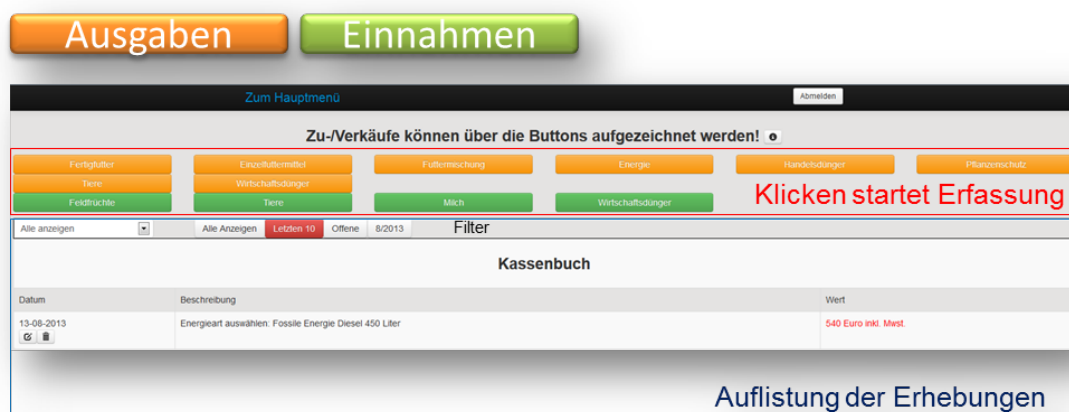 Ausgaben Einnahmen
Zum Hauptmenü Abmelden
Zu-/Verkäufe können über die Buttons aufgezeichnet werden!
Fertigfutter Einzelfuttermittel Futtermischung Energie Handelsdünger Pflanzenschutz
Tiere Wirtschaftsdünger
Klicken startet Erfassung
Feldfrüchte Tiere Milch Wirtschaftsdünger
Alle anzeigen Alle Anzeigen Letzten 10 Offene 8/2013 Filter
Kassenbuch
Datum Beschreibung Wert
13-08-2013 Energieart auswählen: Fossile Energie Diesel 450 Liter 540 Euro inkl. Mwst.
Auflistung der Erhebungen